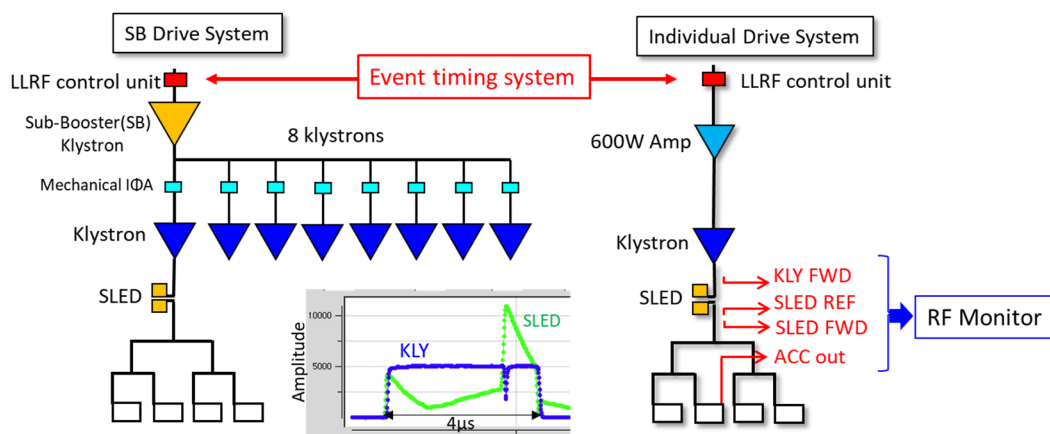 SB Drive System
Individual Drive System
Event timing system
LLRF control unit
LLRF control unit
Sub-Booster(SB)
Klystron
8 klystrons
600W Amp
Mechanical IΦA
Klystron
Klystron
SLED
SLED
KLY FWD
SLED REF
SLED FWD
ACC out
RF Monitor
Amplitude
10000
5000
0
KLY
SLED
4μs